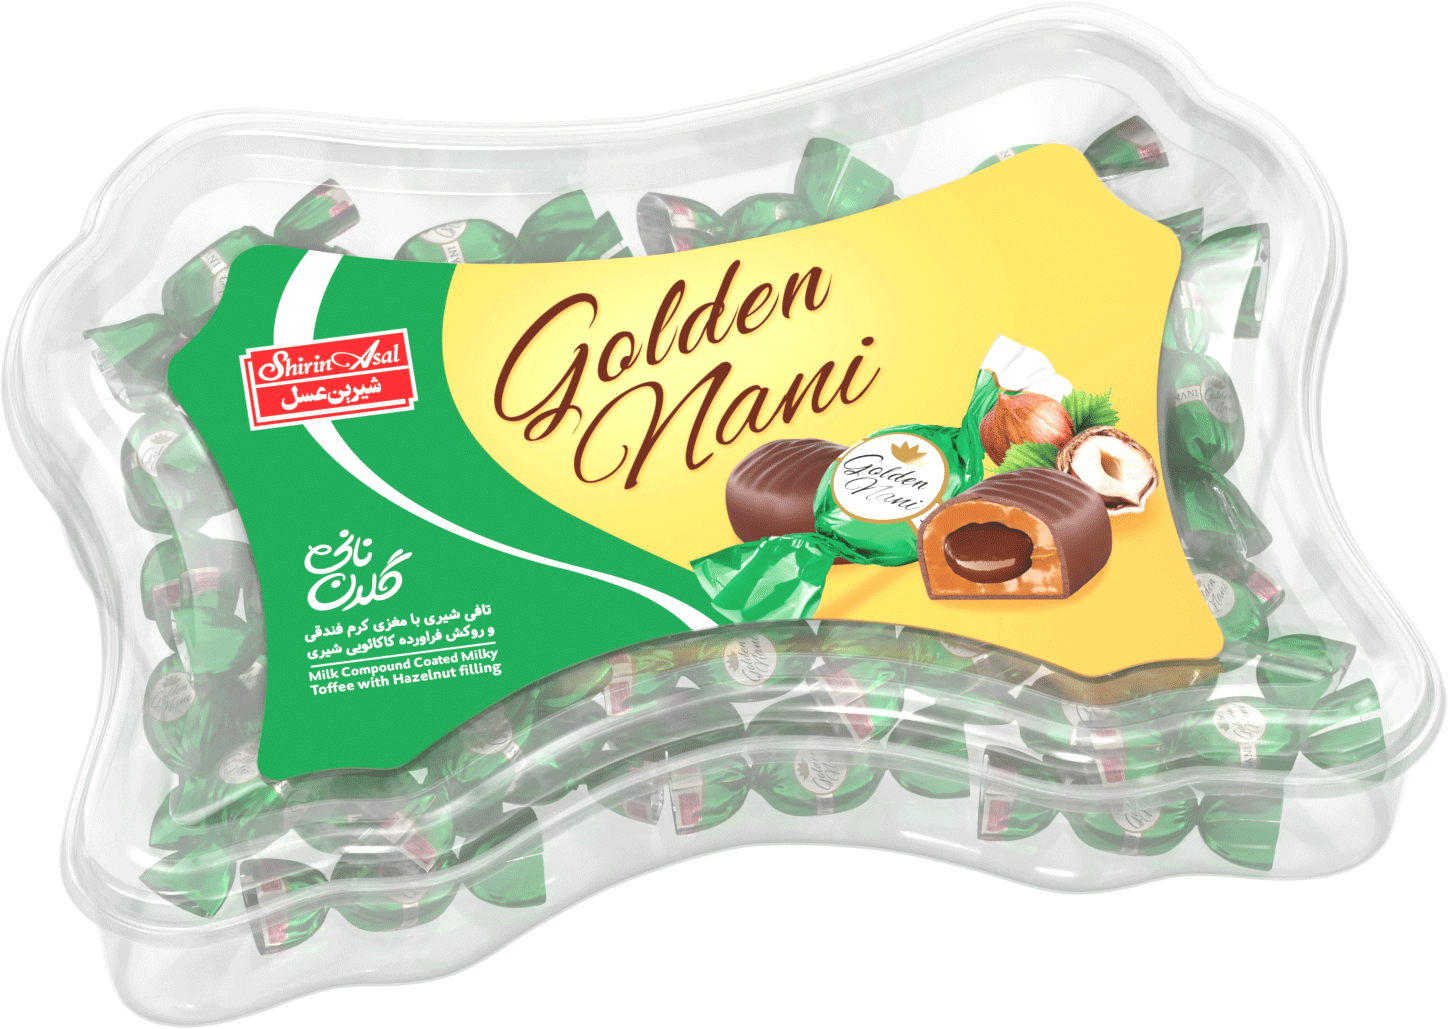 Golden
Nani
Shirin Asal
شیرین عسل
Golden
Nani
نانی
گلدن
تافی شیری با مغزی کرم فندقی
و روکش فراورده کاکائویی شیری
Milk Compound Coated Milky
Toffee with Hazelnut filling